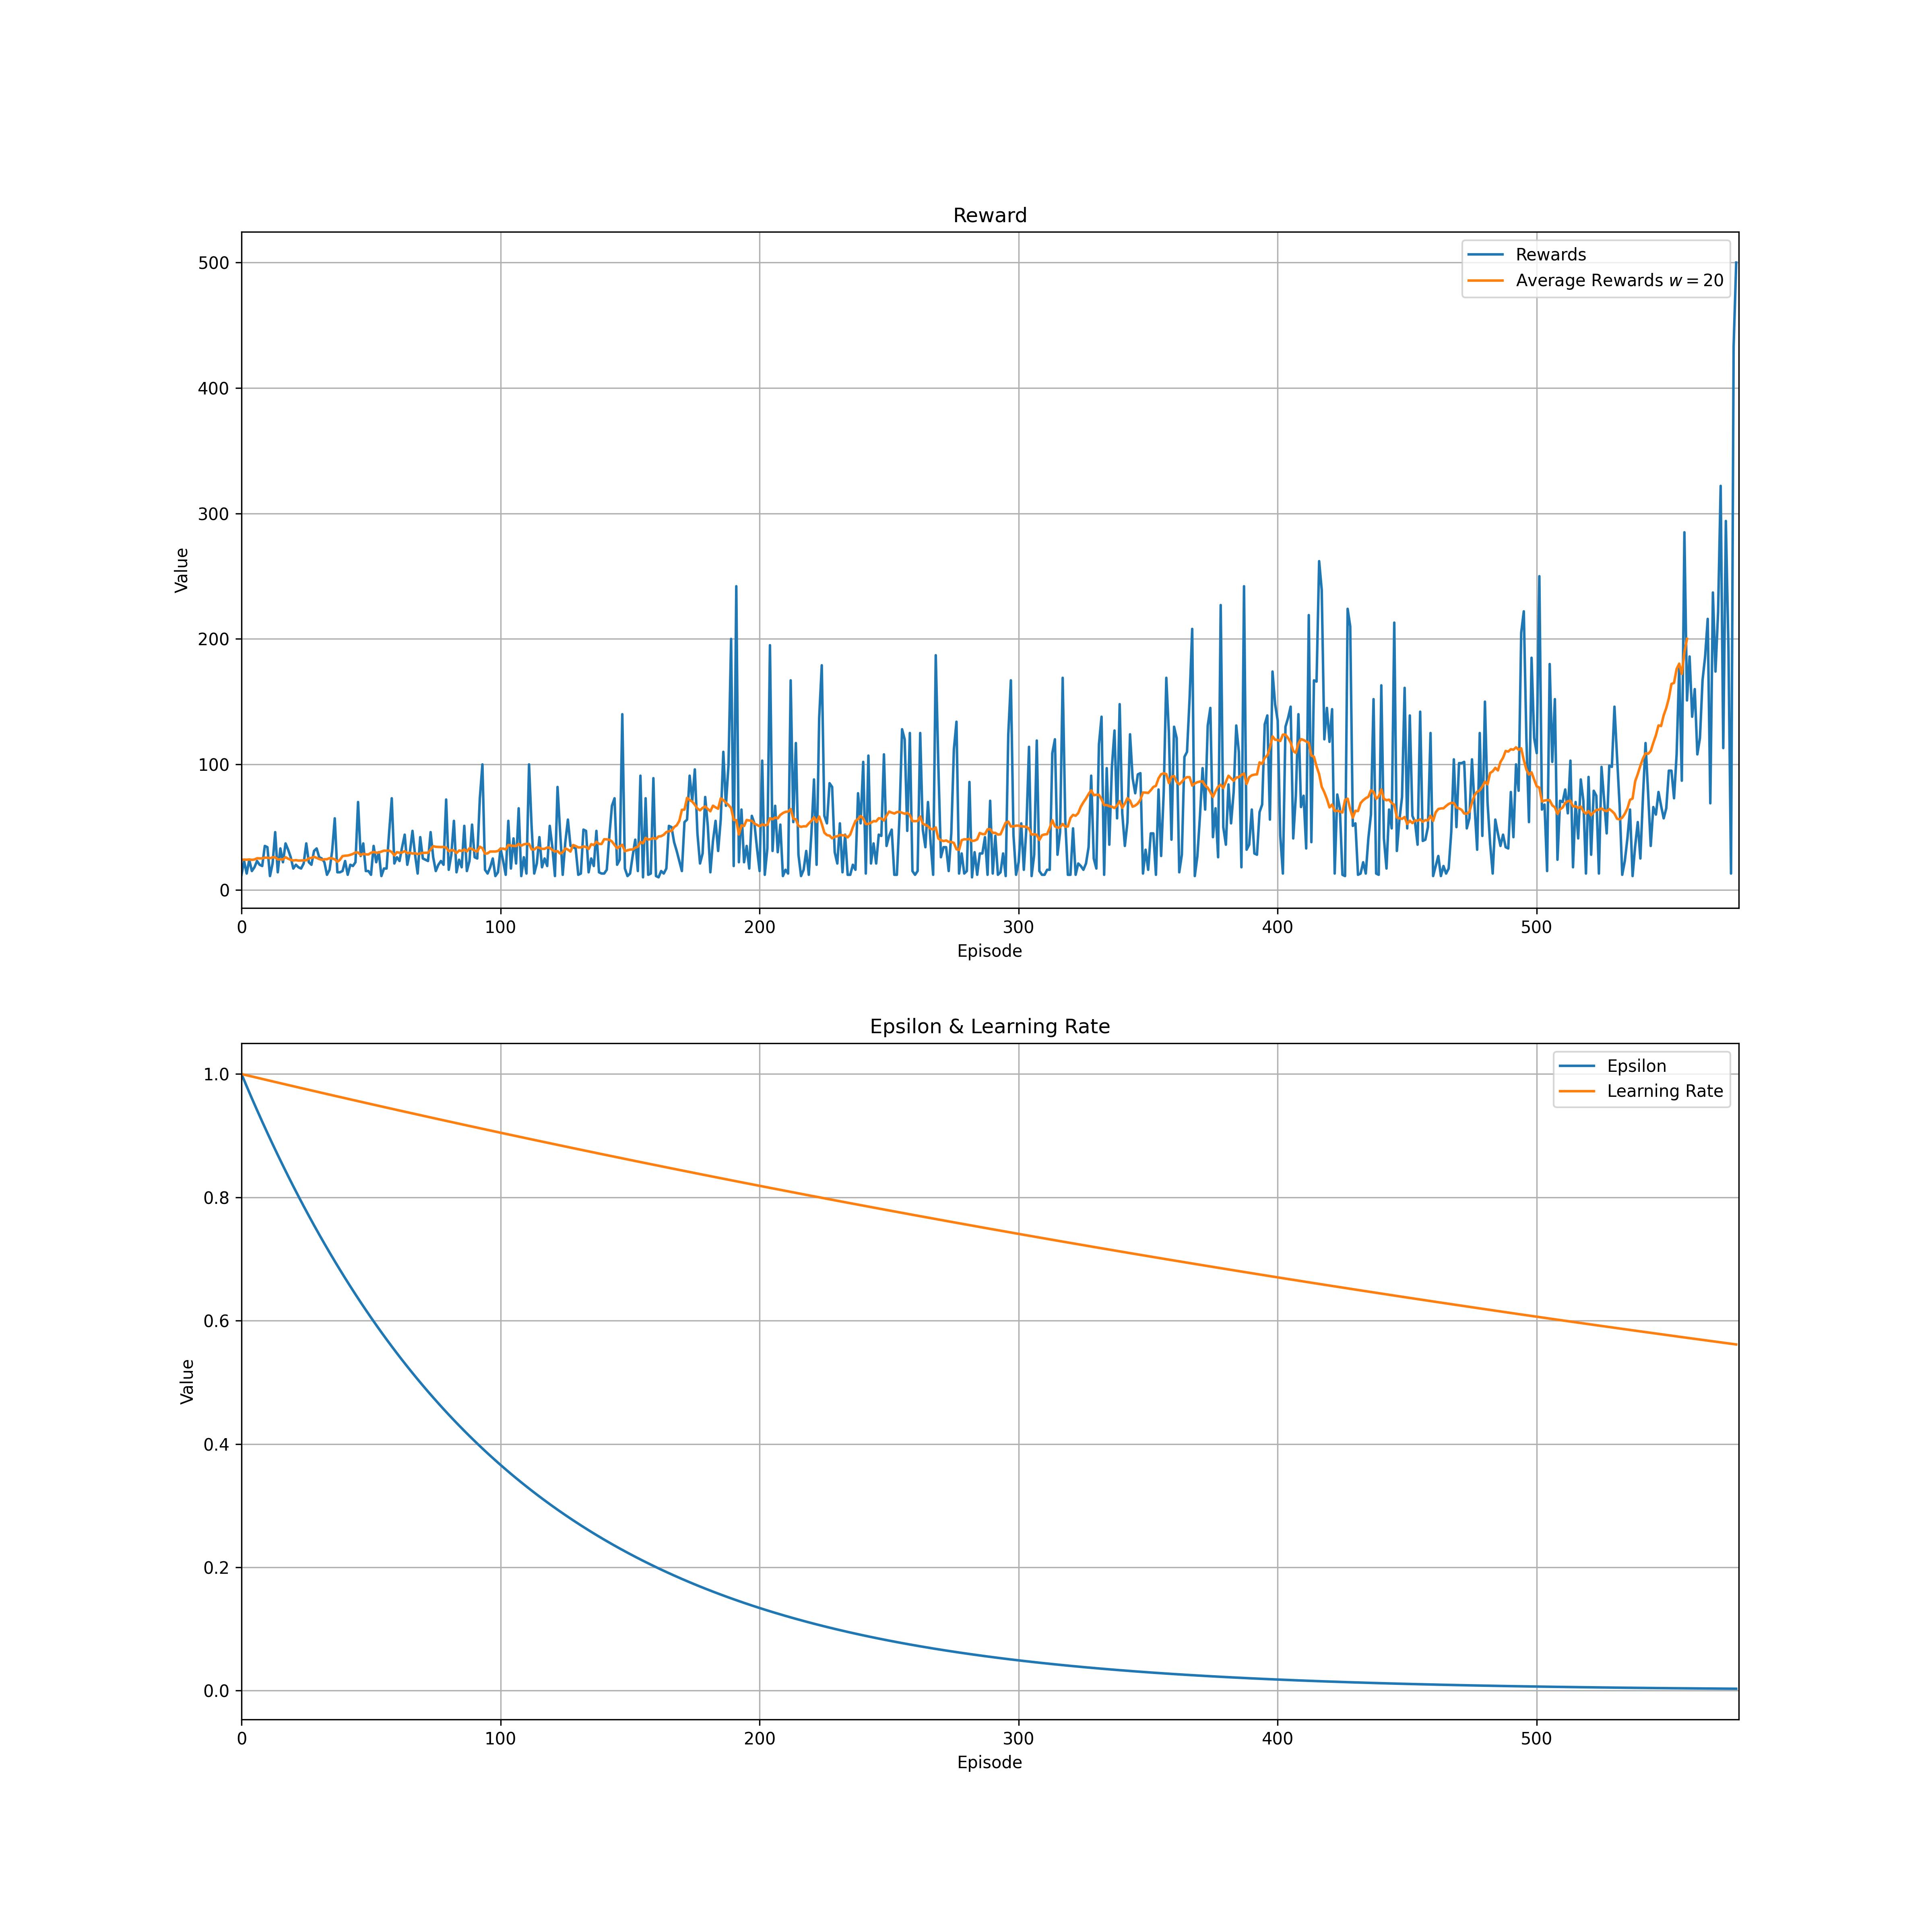 Reward
Rewards
Average Rewards w = 20
500
400
300
200
100
0
Value
0 100 200 300 400 500
Episode
Epsilon & Learning Rate
Epsilon
Learning Rate
1.0
0.8
0.6
0.4
0.2
0.0
Value
0 100 200 300 400 500
Episode